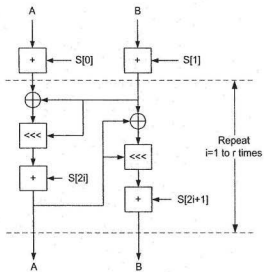 A B
+ S[0] + S[1]
<<<
+ S[2i]
<<<
+ S[2i+1]
Repeat
i=1 to r times
A B